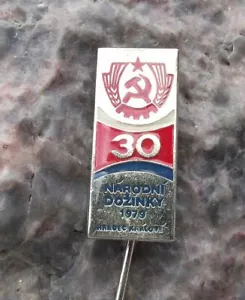 30
NÁRODNÍ
DOŽÍNKY
1979
HRADEC KRÁLOVÉ